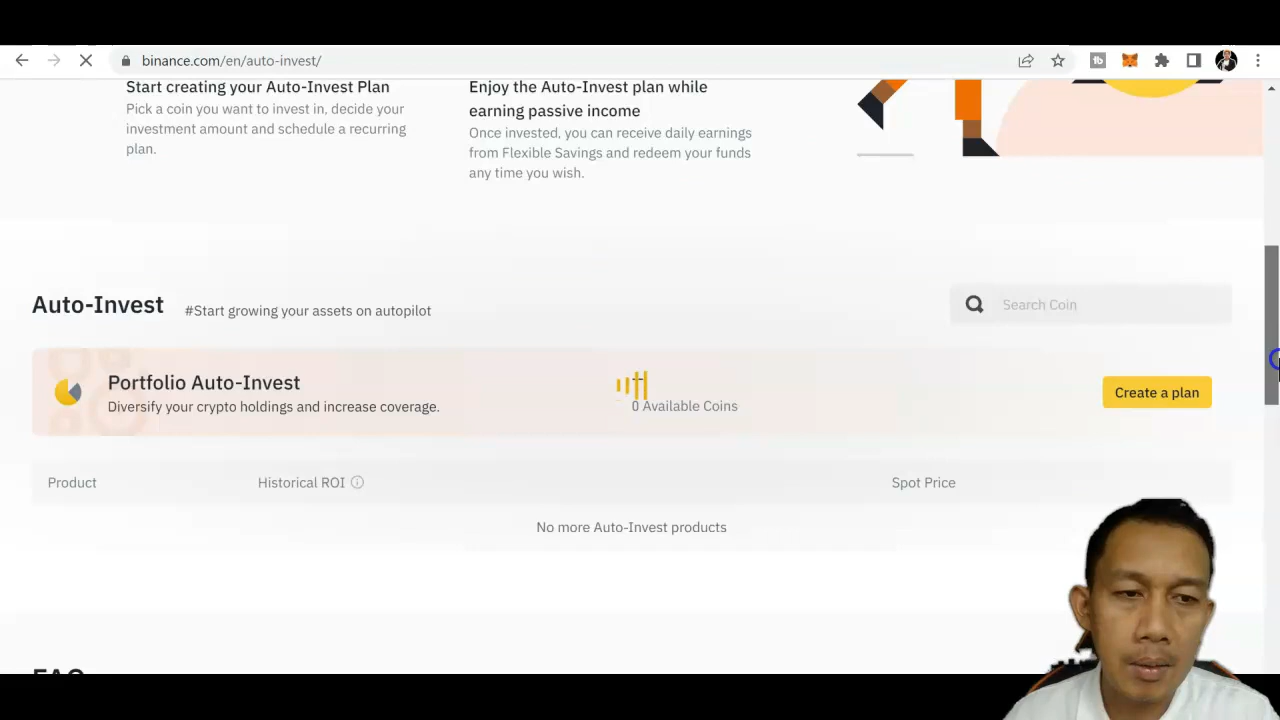 binance.com/en/auto-invest/
Start creating your Auto-Invest Plan
Pick a coin you want to invest in, decide your
investment amount and schedule a recurring
plan.
Enjoy the Auto-Invest plan while
earning passive income
Once invested, you can receive daily earnings
from Flexible Savings and redeem your funds
any time you wish.
Auto-Invest #Start growing your assets on autopilot
Search Coin
Portfolio Auto-Invest
Diversify your crypto holdings and increase coverage.
0 Available Coins
Create a plan
Product Historical ROI Spot Price
No more Auto-Invest products
FAQ